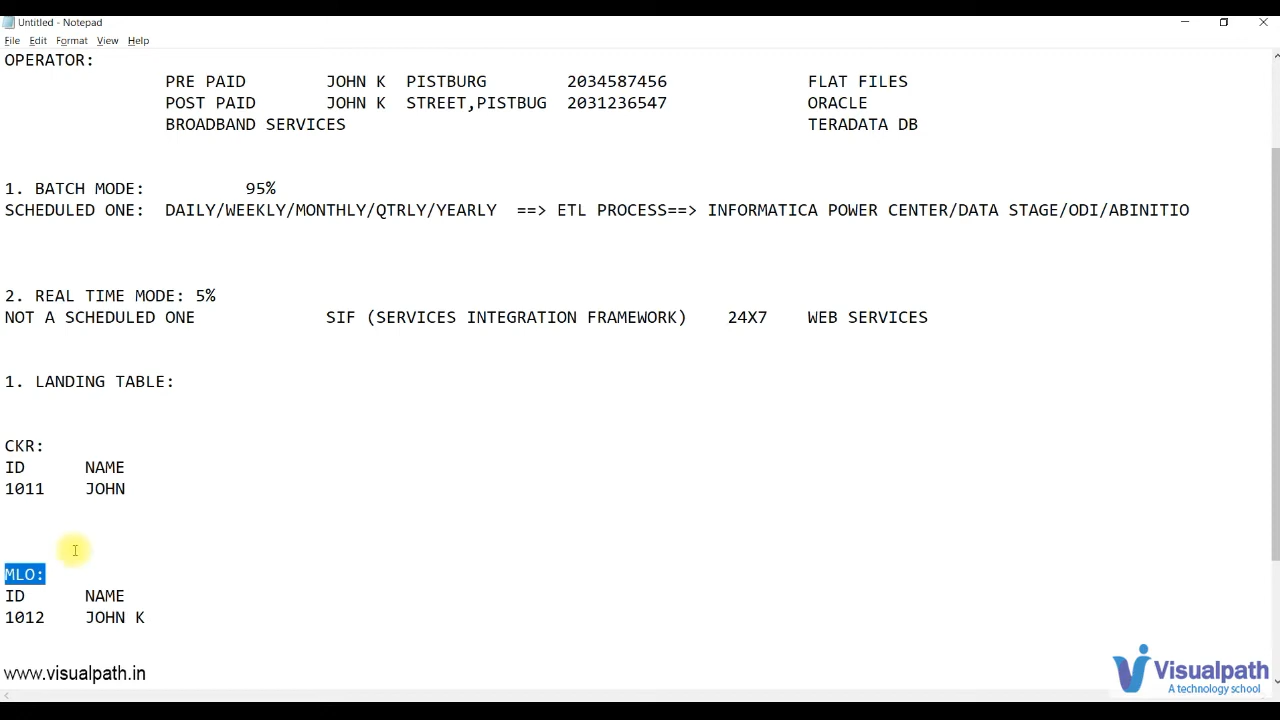 Untitled - Notepad
File Edit Format View Help
OPERATOR:
PRE PAID JOHN K PISTBURG 2034587456 FLAT FILES
POST PAID JOHN K STREET,PISTBUG 2031236547 ORACLE
BROADBAND SERVICES TERADATA DB
1. BATCH MODE: 95%
SCHEDULED ONE: DAILY/WEEKLY/MONTHLY/QTRLY/YEARLY ==> ETL PROCESS==> INFORMATICA POWER CENTER/DATA STAGE/ODI/ABINITIO
2. REAL TIME MODE: 5%
NOT A SCHEDULED ONE SIF (SERVICES INTEGRATION FRAMEWORK) 24X7 WEB SERVICES
1. LANDING TABLE:
CKR:
ID NAME
1011 JOHN
MLO:
ID NAME
1012 JOHN K
www.visualpath.in
Visualpath
A technology school